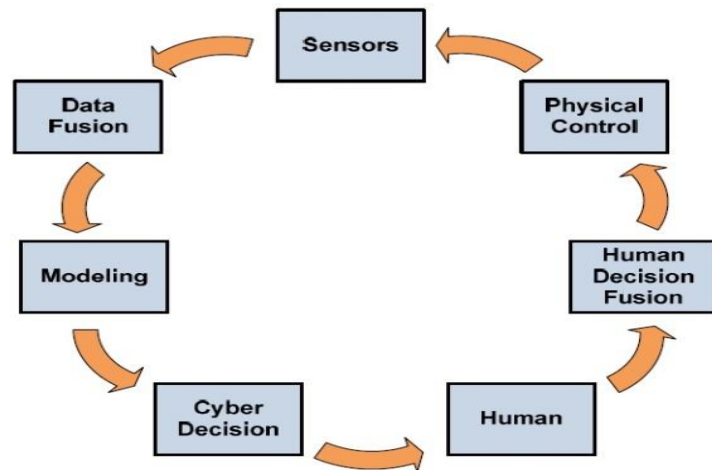 Sensors
Data
Fusion
Modeling
Cyber
Decision
Human
Human
Decision
Fusion
Physical
Control